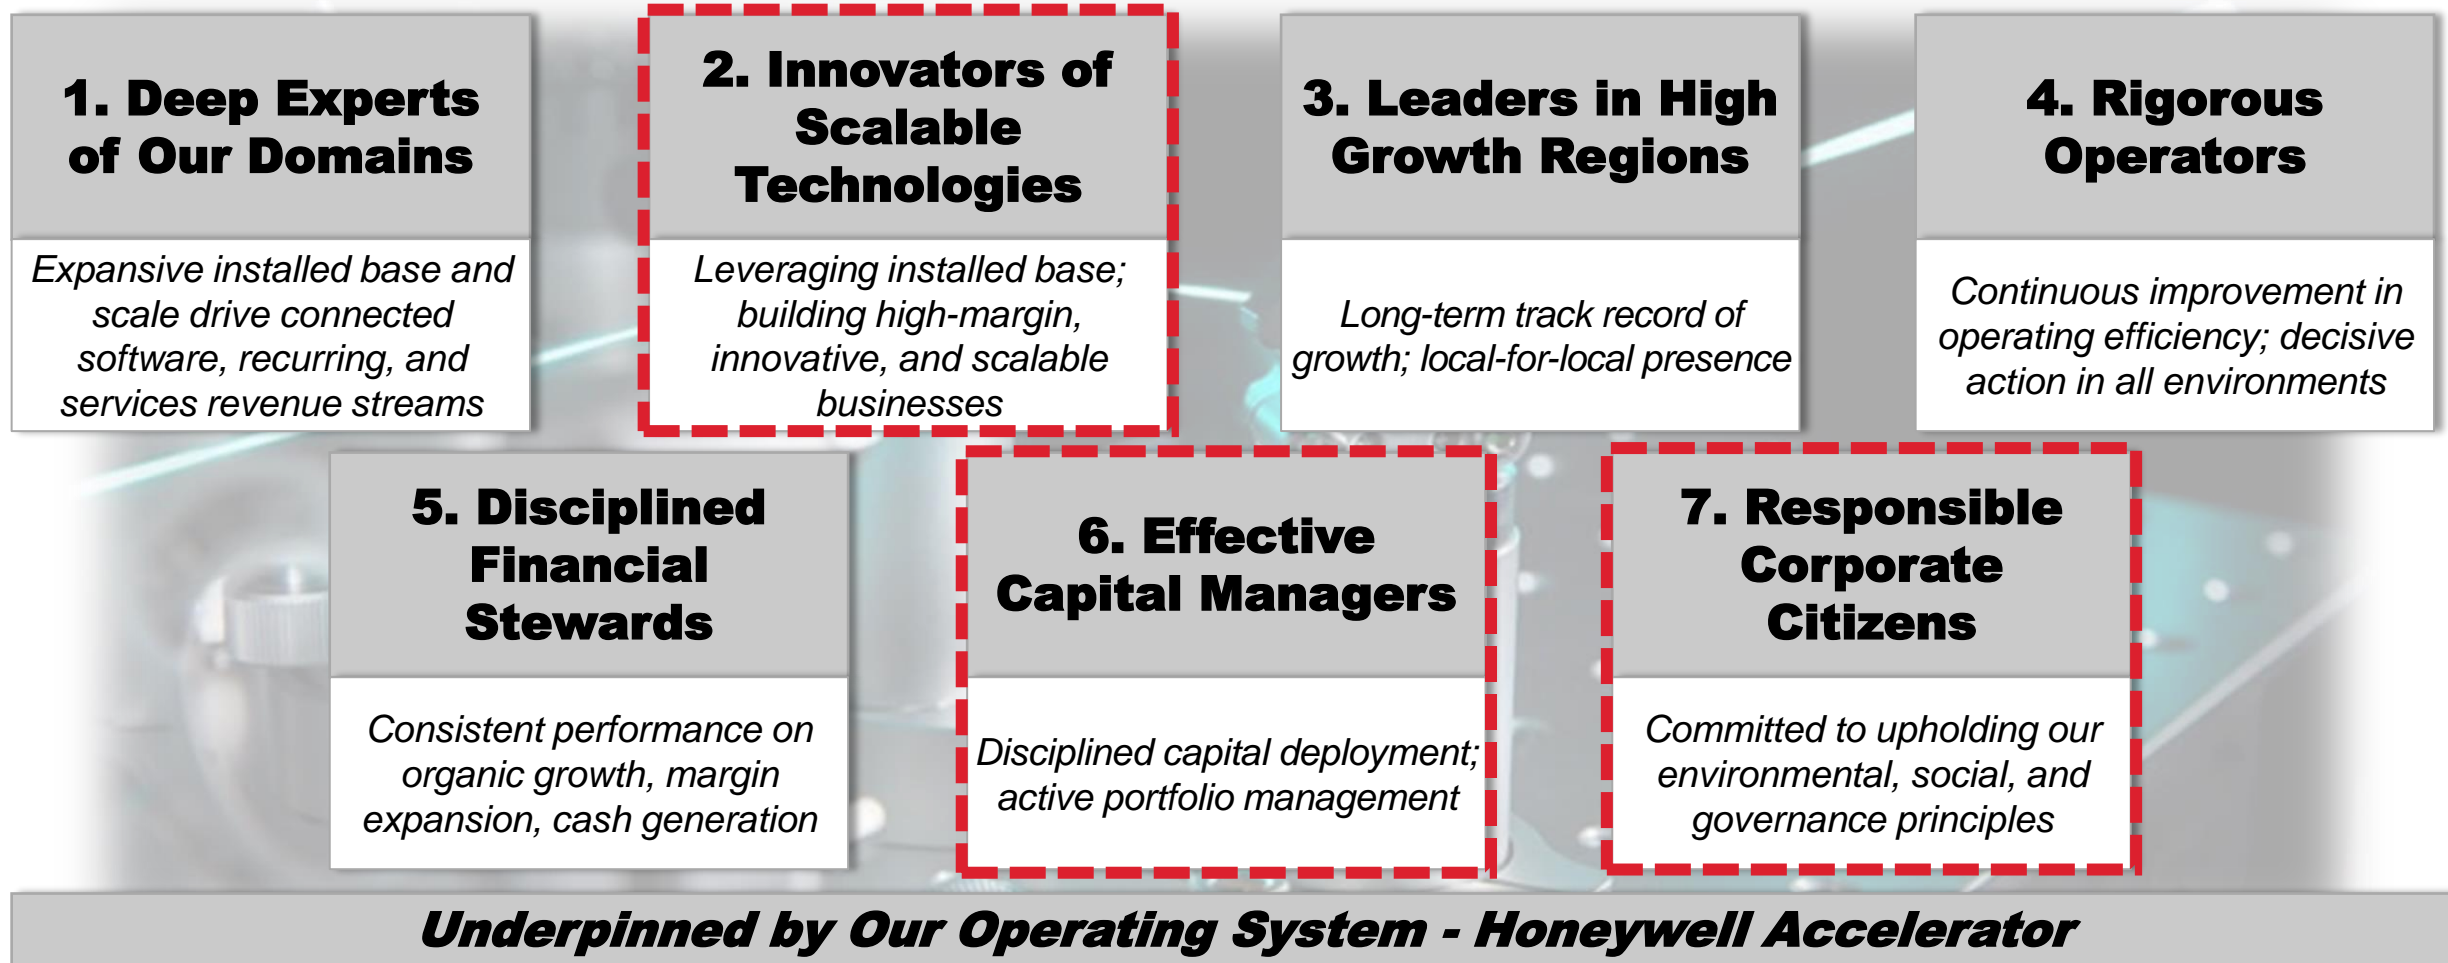 1. Deep Experts
of Our Domains
Expansive installed base and
scale drive connected
software, recurring, and
services revenue streams
2. Innovators of
Scalable
Technologies
Leveraging installed base;
building high-margin,
innovative, and scalable
businesses
3. Leaders in High
Growth Regions
Long-term track record of
growth; local-for-local presence
4. Rigorous
Operators
Continuous improvement in
operating efficiency; decisive
action in all environments
5. Disciplined
Financial
Stewards
Consistent performance on
organic growth, margin
expansion, cash generation
6. Effective
Capital Managers
Disciplined capital deployment;
active portfolio management
7. Responsible
Corporate
Citizens
Committed to upholding our
environmental, social, and
governance principles
Underpinned by Our Operating System - Honeywell Accelerator